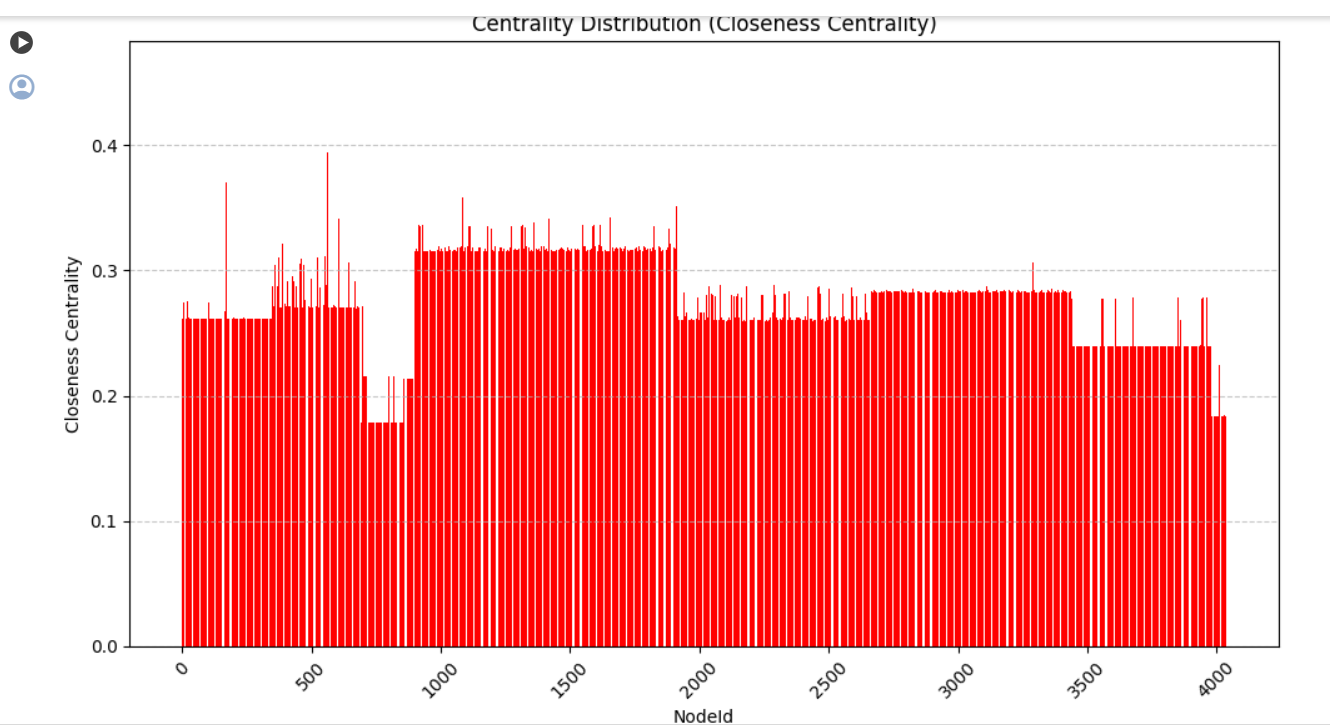 Centrality Distribution (Closeness Centrality)
0.4
0.3
0.2
0.1
0.0
Closeness Centrality
0 500 1000 1500 2000 2500 3000 3500 4000
NodeId